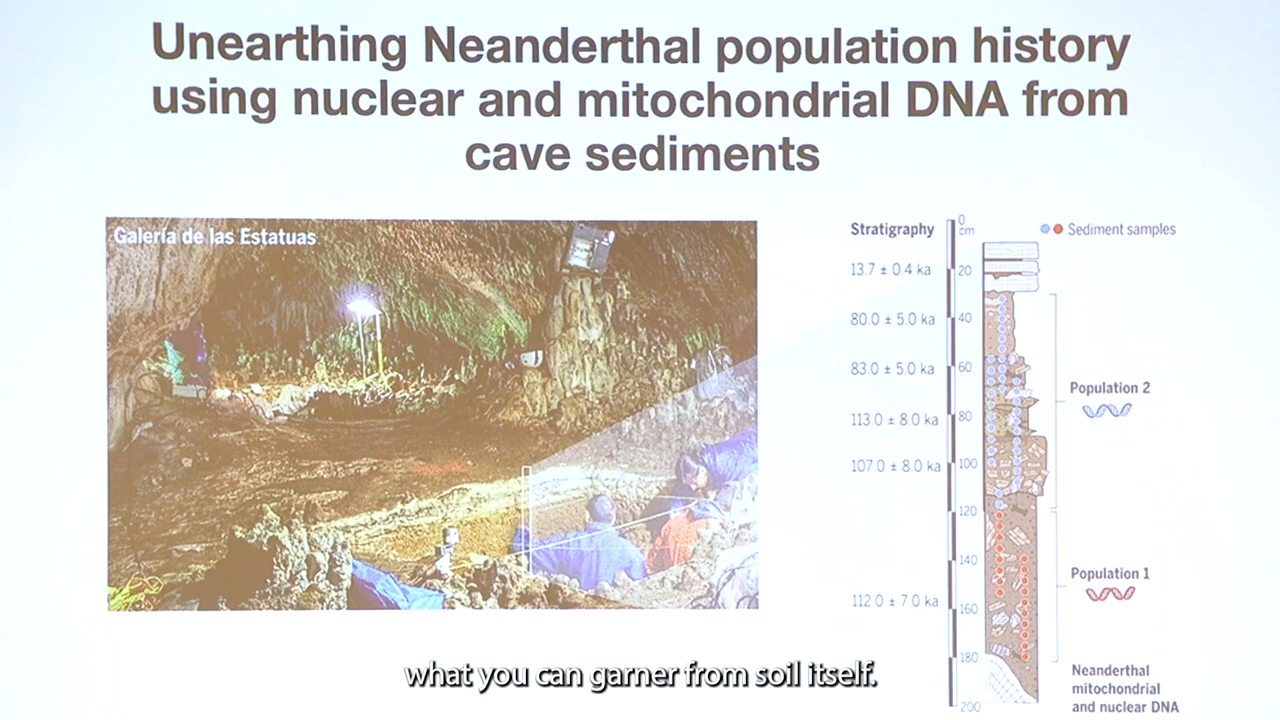 Unearthing Neanderthal population history
using nuclear and mitochondrial DNA from
cave sediments
Galería de las Estatuas
Stratigraphy
0
cm
Sediment samples
13.7 ± 0 4 ka
20
80.0 ± 5.0 ka
40
83.0 ± 5.0 ka
60
Population 2
113.0 ± 8.0 ka
80
107.0 ± 8.0 ka
100
120
140
Population 1
112.0 ± 7.0 ka
160
180
Neanderthal
mitochondrial
and nuclear DNA
200
what you can garner from soil itself.